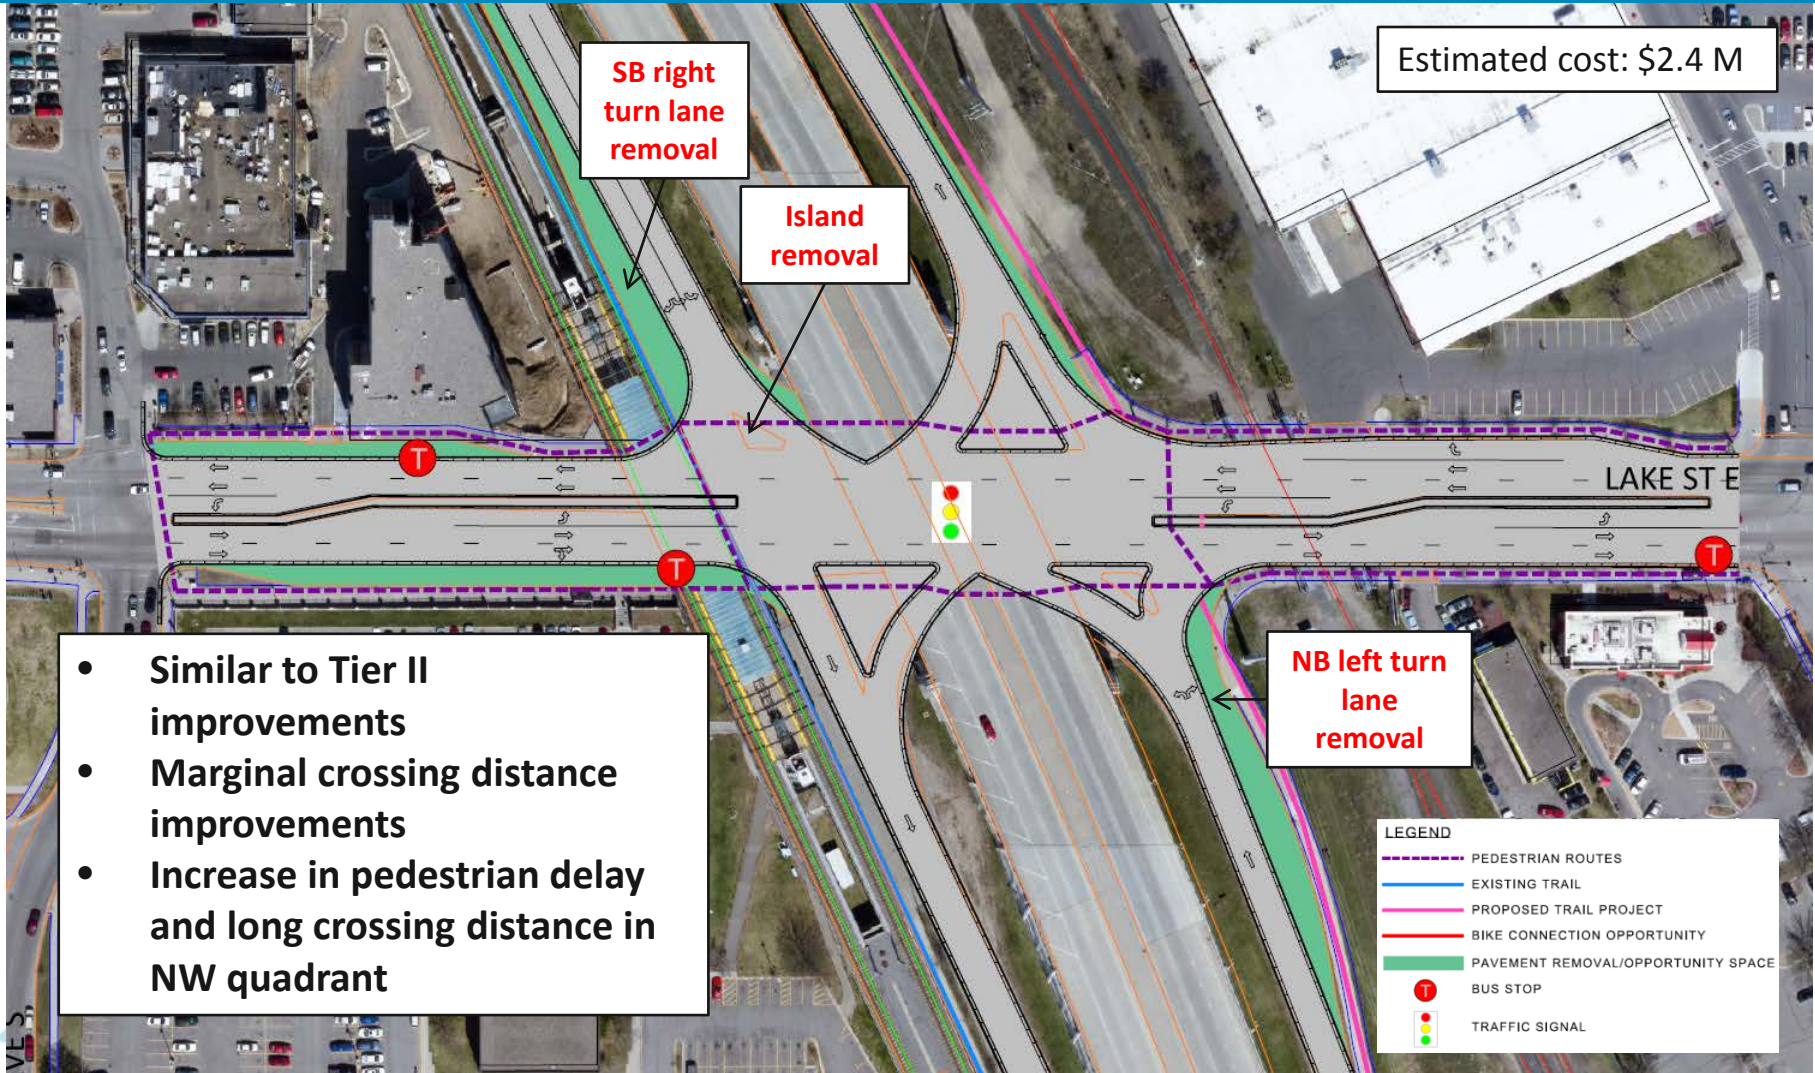 Estimated cost: $2.4 M
SB right
turn lane
removal
Island
removal
LAKE ST E
T
T
T
NB left turn
lane
removal
• Similar to Tier II
improvements
• Marginal crossing distance
improvements
• Increase in pedestrian delay
and long crossing distance in
NW quadrant
VE S
LEGEND
PEDESTRIAN ROUTES
EXISTING TRAIL
PROPOSED TRAIL PROJECT
BIKE CONNECTION OPPORTUNITY
PAVEMENT REMOVAL/OPPORTUNITY SPACE
T BUS STOP
TRAFFIC SIGNAL